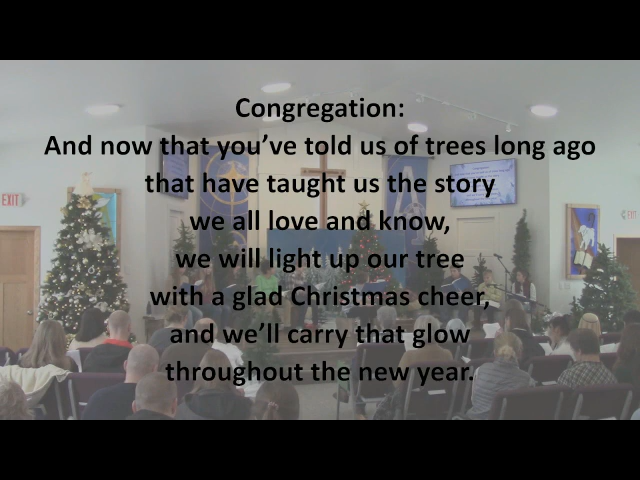 Congregation:
And now that you’ve told us of trees long ago
that have taught us the story
we all love and know,
we will light up our tree
with a glad Christmas cheer,
and we’ll carry that glow
throughout the new year.
EXIT
EXIT